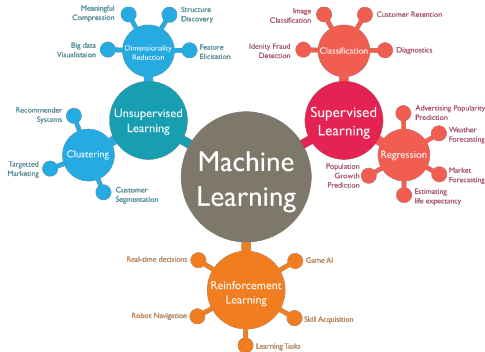 Meaningful
Compression
Structure
Discovery
Big data
Visualistaion
Dimensionality
Reduction
Feature
Elicitation
Unsupervised
Learning
Recommender
Systems
Clustering
Targetted
Marketing
Customer
Segmentation
Machine
Learning
Image
Classification
Customer Retention
Idenity Fraud
Detection
Classification
Diagnostics
Supervised
Learning
Advertising Popularity
Prediction
Weather
Forecasting
Regression
Population
Growth
Prediction
Market
Forecasting
Estimating
life expectancy
Real-time decisions
Game AI
Reinforcement
Learning
Robot Navigation
Skill Acquisition
Learning Tasks